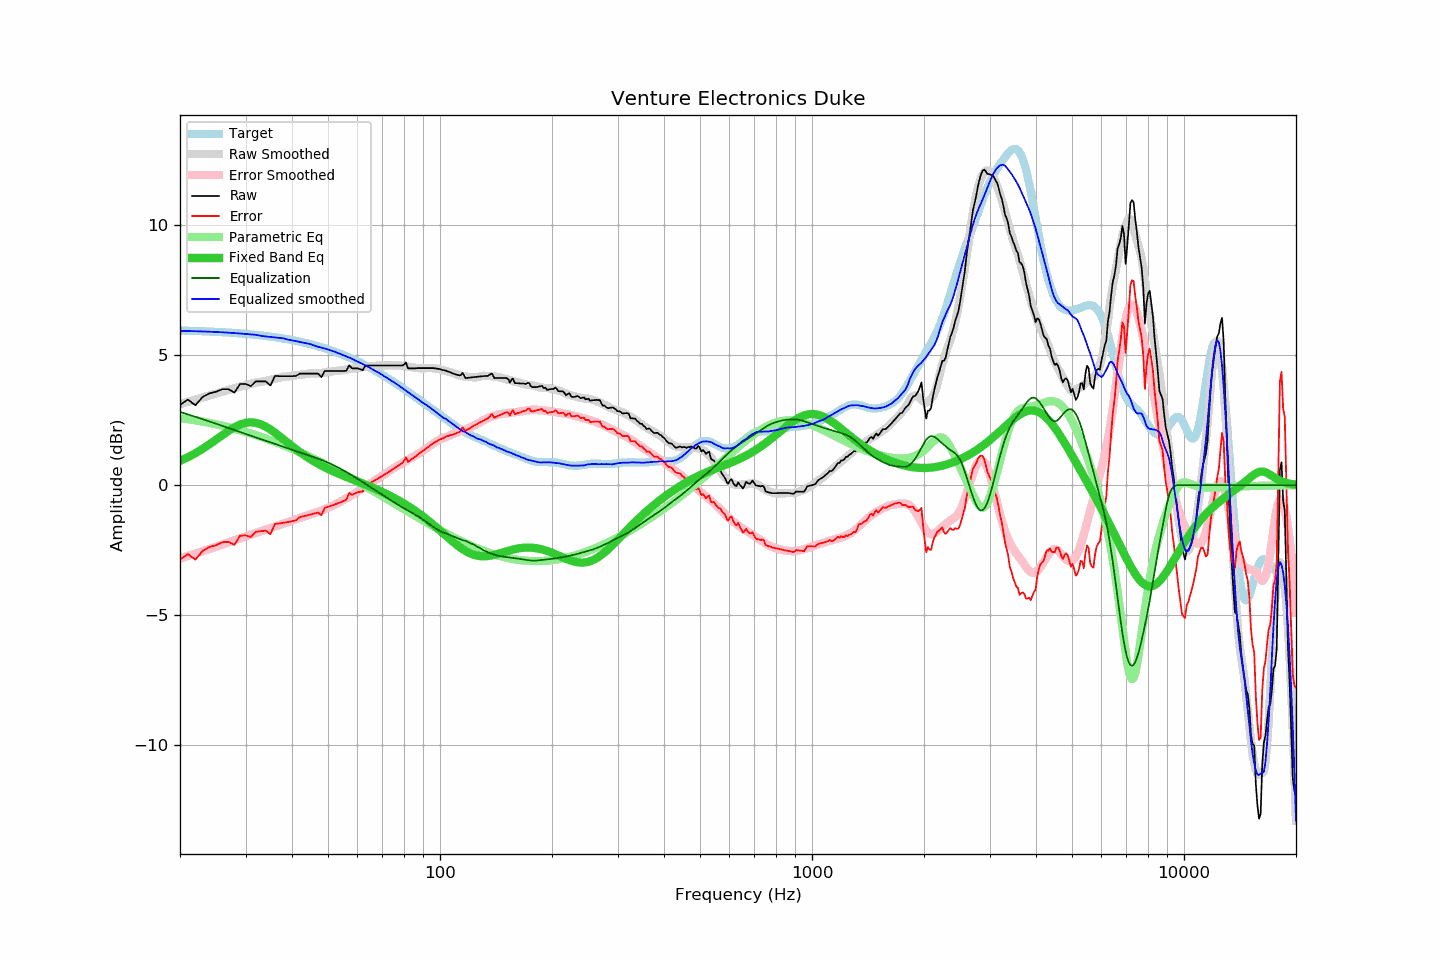 Venture Electronics Duke
Target
Raw Smoothed
Error Smoothed
Raw
Error
Parametric Eq
Fixed Band Eq
Equalization
Equalized smoothed
10
5
0
−5
−10
Amplitude (dBr)
100
1000
10000
Frequency (Hz)